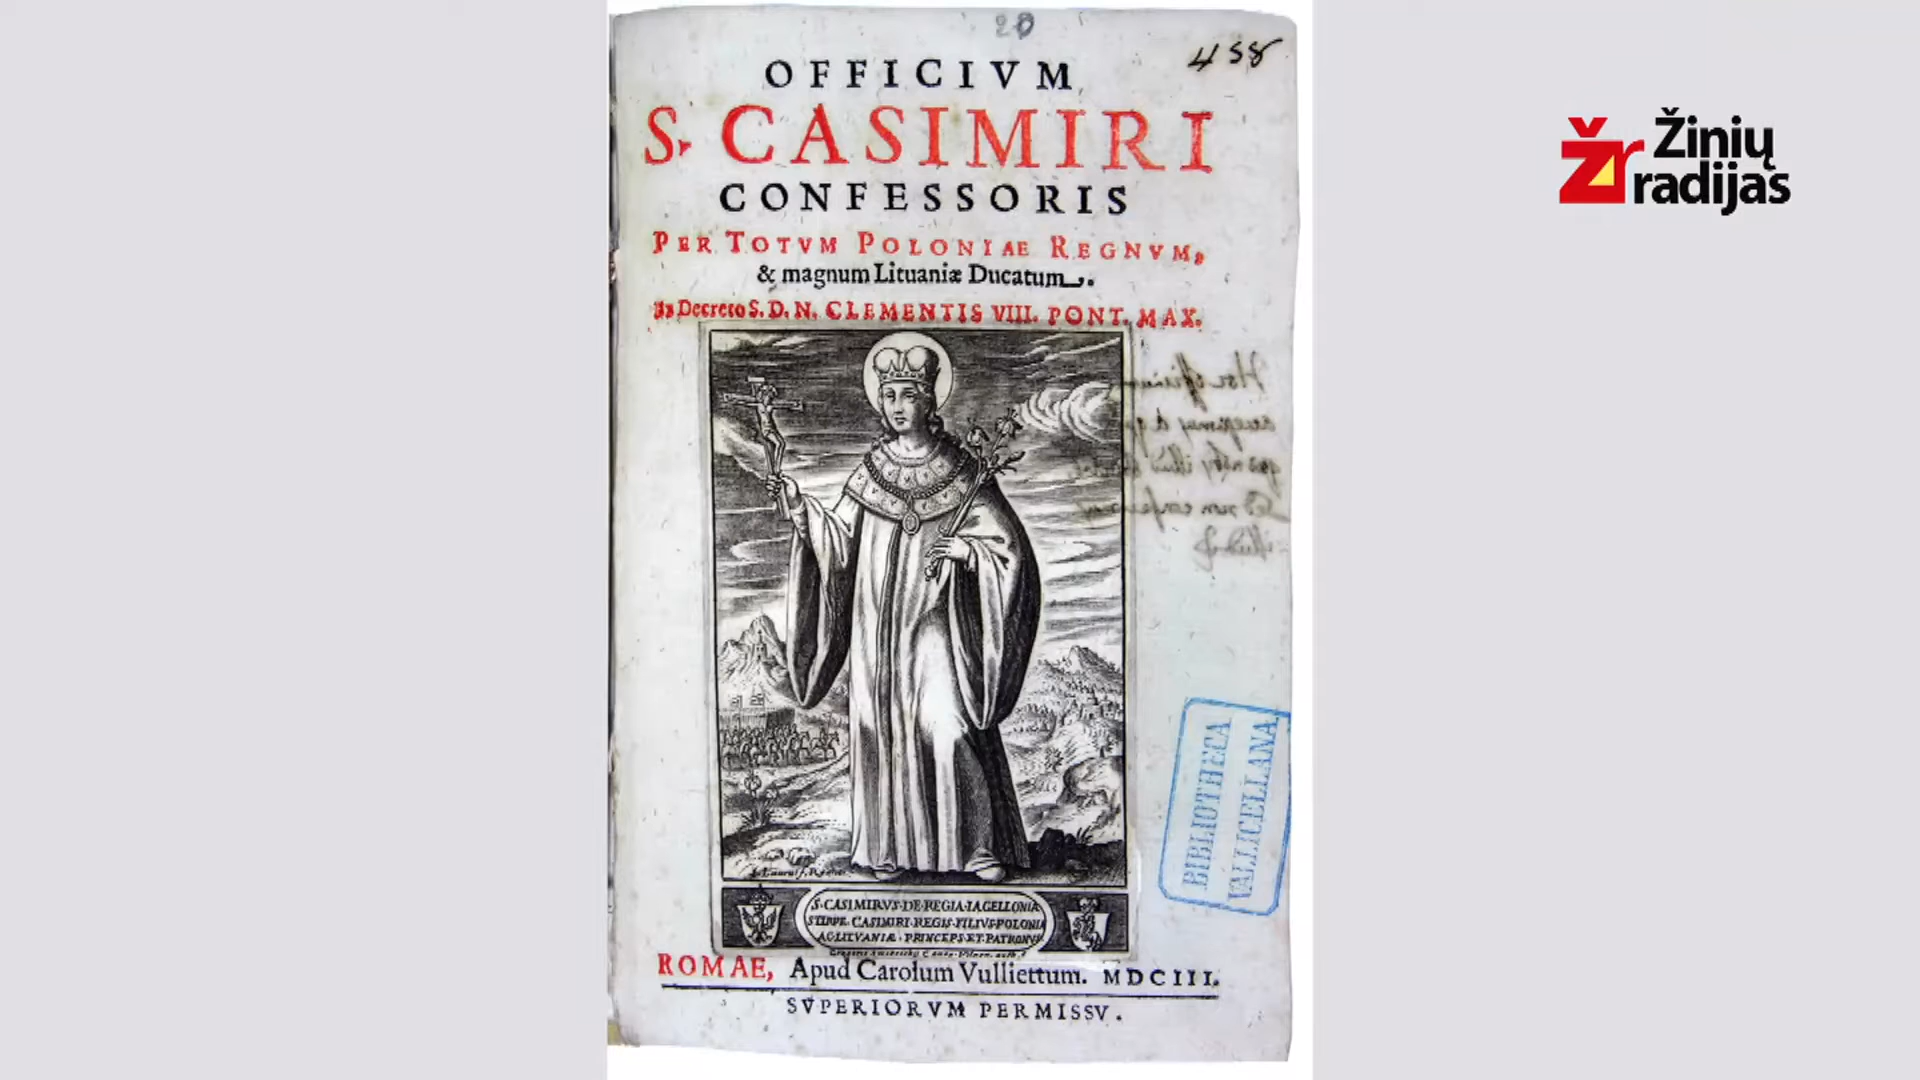 20
458
OFFICIVM
S. CASIMIRI
CONFESSORIS
PER TOTVM POLONIAE REGNVM,
& magnum Lituaniæ Ducatum.
Ex Decreto S. D. N. CLEMENTIS VIII. PONT. MAX.
S·CASIMIRVS·DE·REGIA·IAGELLONIA
STIRPE·CASIMIRI·REGIS·FILIVS·POLONIÆ
AC·LITVANIÆ·PRINCEPS·ET·PATRONVS
ROMAE, Apud Carolum Vulliettum. MDCIII.
SVPERIORVM PERMISSV.
BIBLIOTHECA
VALLICELIANA
Žinių
radijas